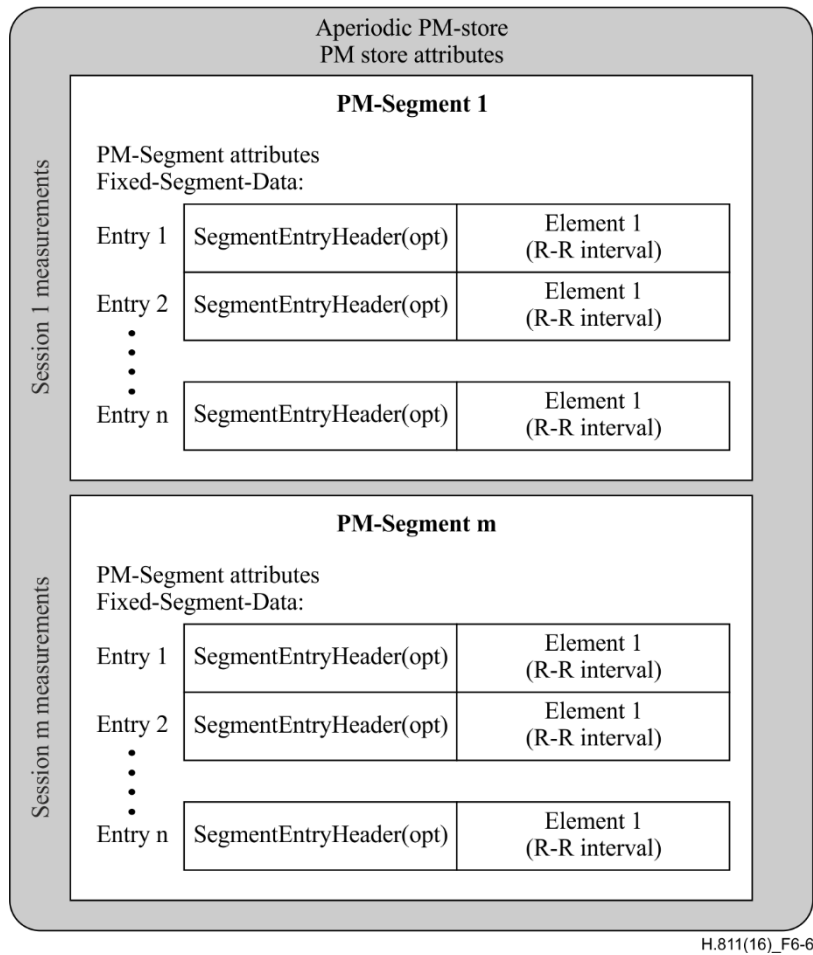 Aperiodic PM-store
PM store attributes
Session 1 measurements
PM-Segment 1
PM-Segment attributes
Fixed-Segment-Data:
Entry 1 SegmentEntryHeader(opt) Element 1
(R-R interval)
Entry 2 SegmentEntryHeader(opt) Element 1
(R-R interval)
Entry n SegmentEntryHeader(opt) Element 1
(R-R interval)
Session m measurements
PM-Segment m
PM-Segment attributes
Fixed-Segment-Data:
Entry 1 SegmentEntryHeader(opt) Element 1
(R-R interval)
Entry 2 SegmentEntryHeader(opt) Element 1
(R-R interval)
Entry n SegmentEntryHeader(opt) Element 1
(R-R interval)
H.811(16)_F6-6